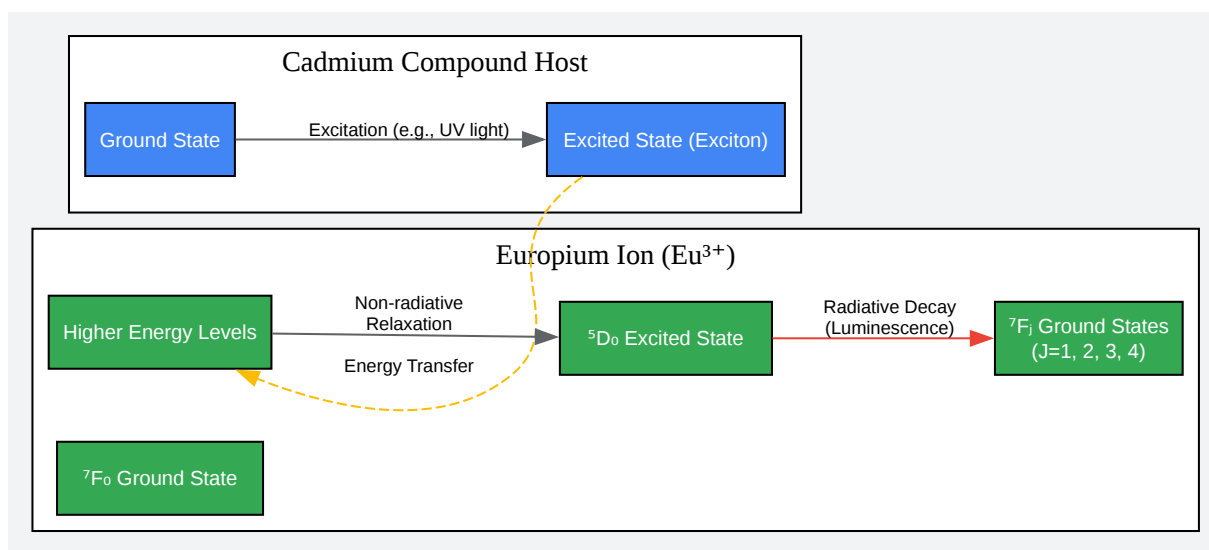 Cadmium Compound Host
Ground State
Excitation (e.g., UV light)
Excited State (Exciton)
Europium Ion (Eu³⁺)
Higher Energy Levels
Non-radiative
Relaxation
Energy Transfer
⁵D₀ Excited State
Radiative Decay
(Luminescence)
⁷Fⱼ Ground States
(J=1, 2, 3, 4)
⁷F₀ Ground State